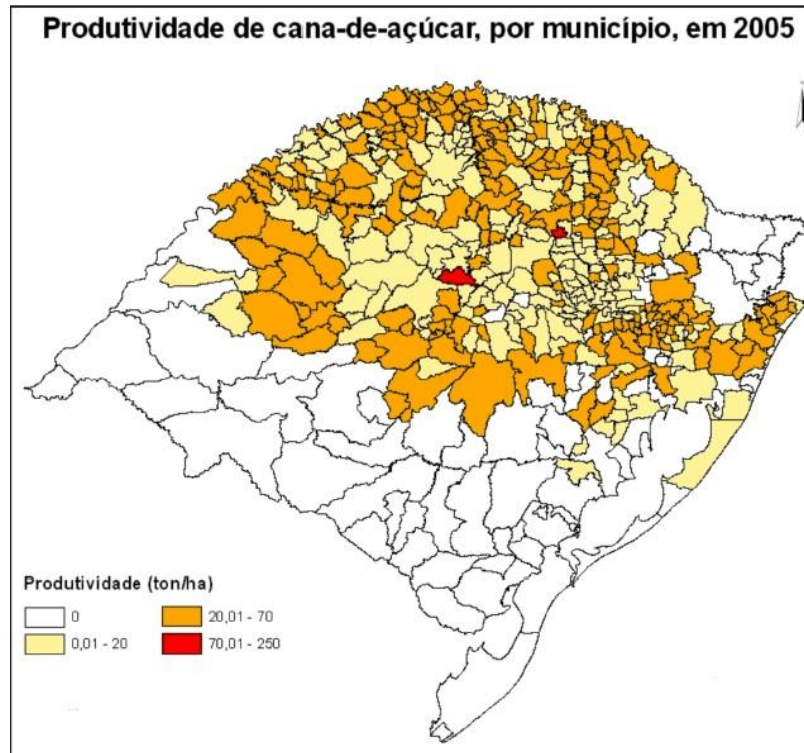 Produtividade de cana-de-açúcar, por município, em 2005
Produtividade (ton/ha)
0
20,01 - 70
0,01 - 20
70,01 - 250